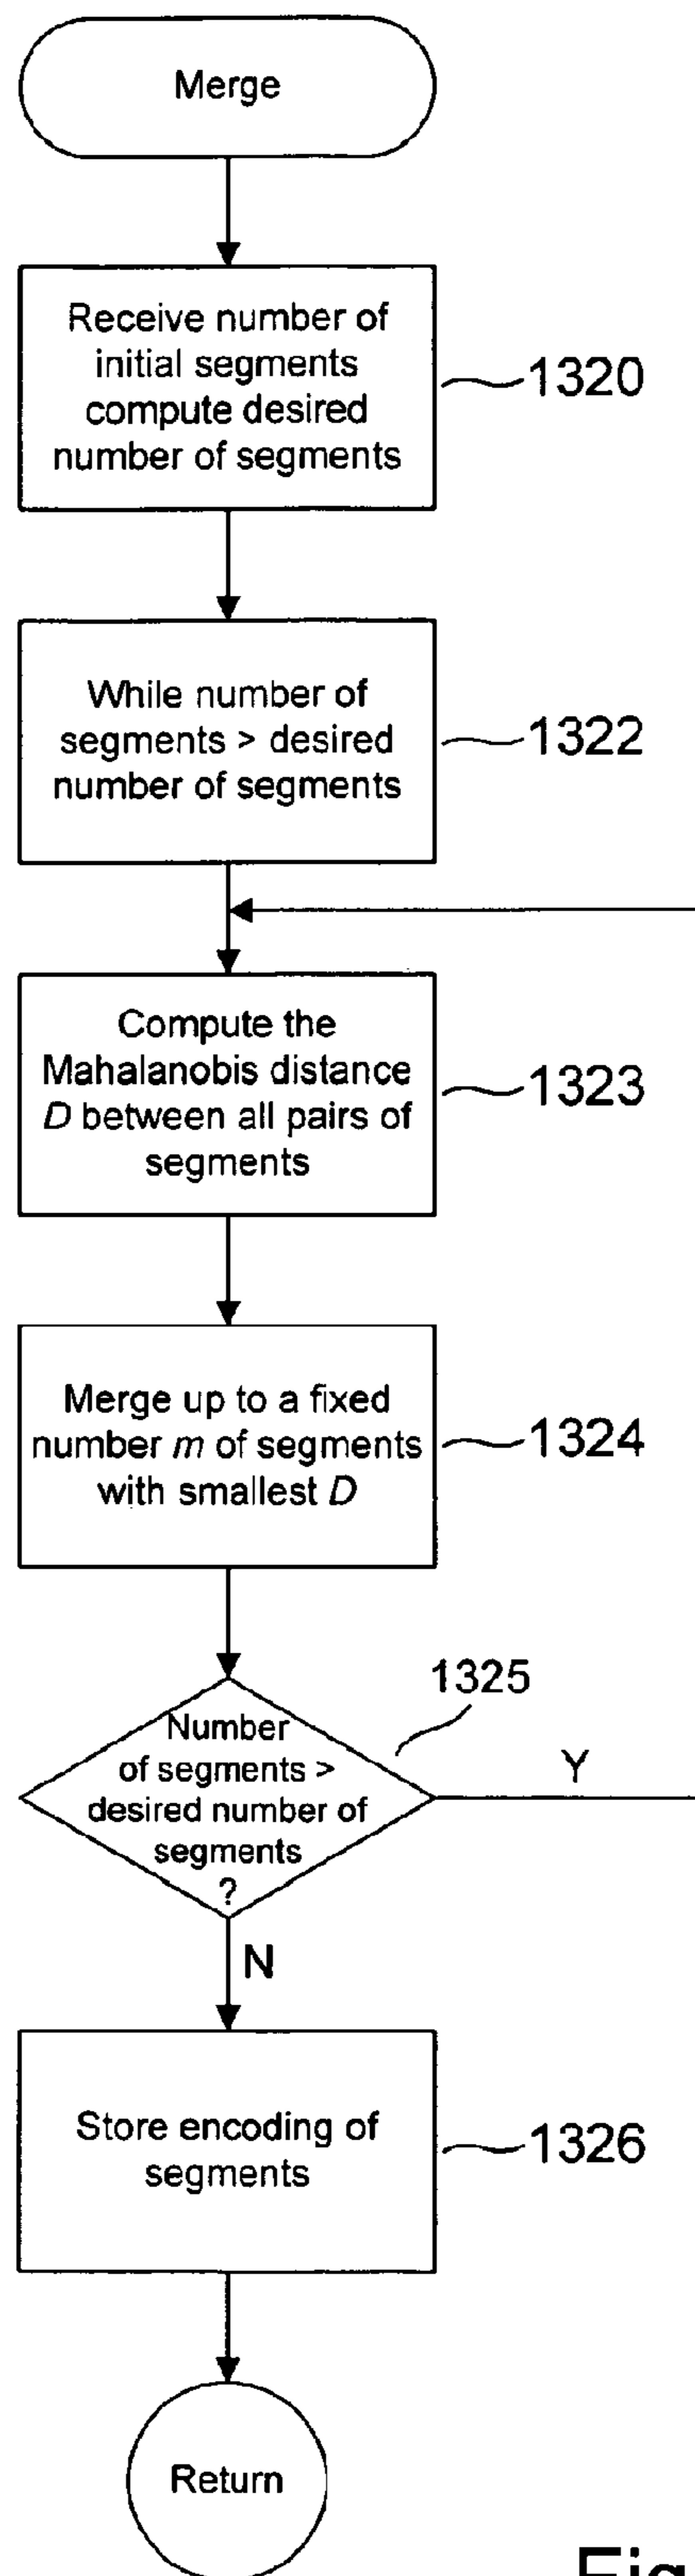 Merge
Receive number of
initial segments
compute desired
number of segments
1320
While number of
segments > desired
number of segments
1322
Compute the
Mahalanobis distance
D between all pairs of
segments
1323
Merge up to a fixed
number m of segments
with smallest D
1324
1325
Number
of segments >
desired number of
segments
?
Y
N
Store encoding of
segments
1326
Return
Fig